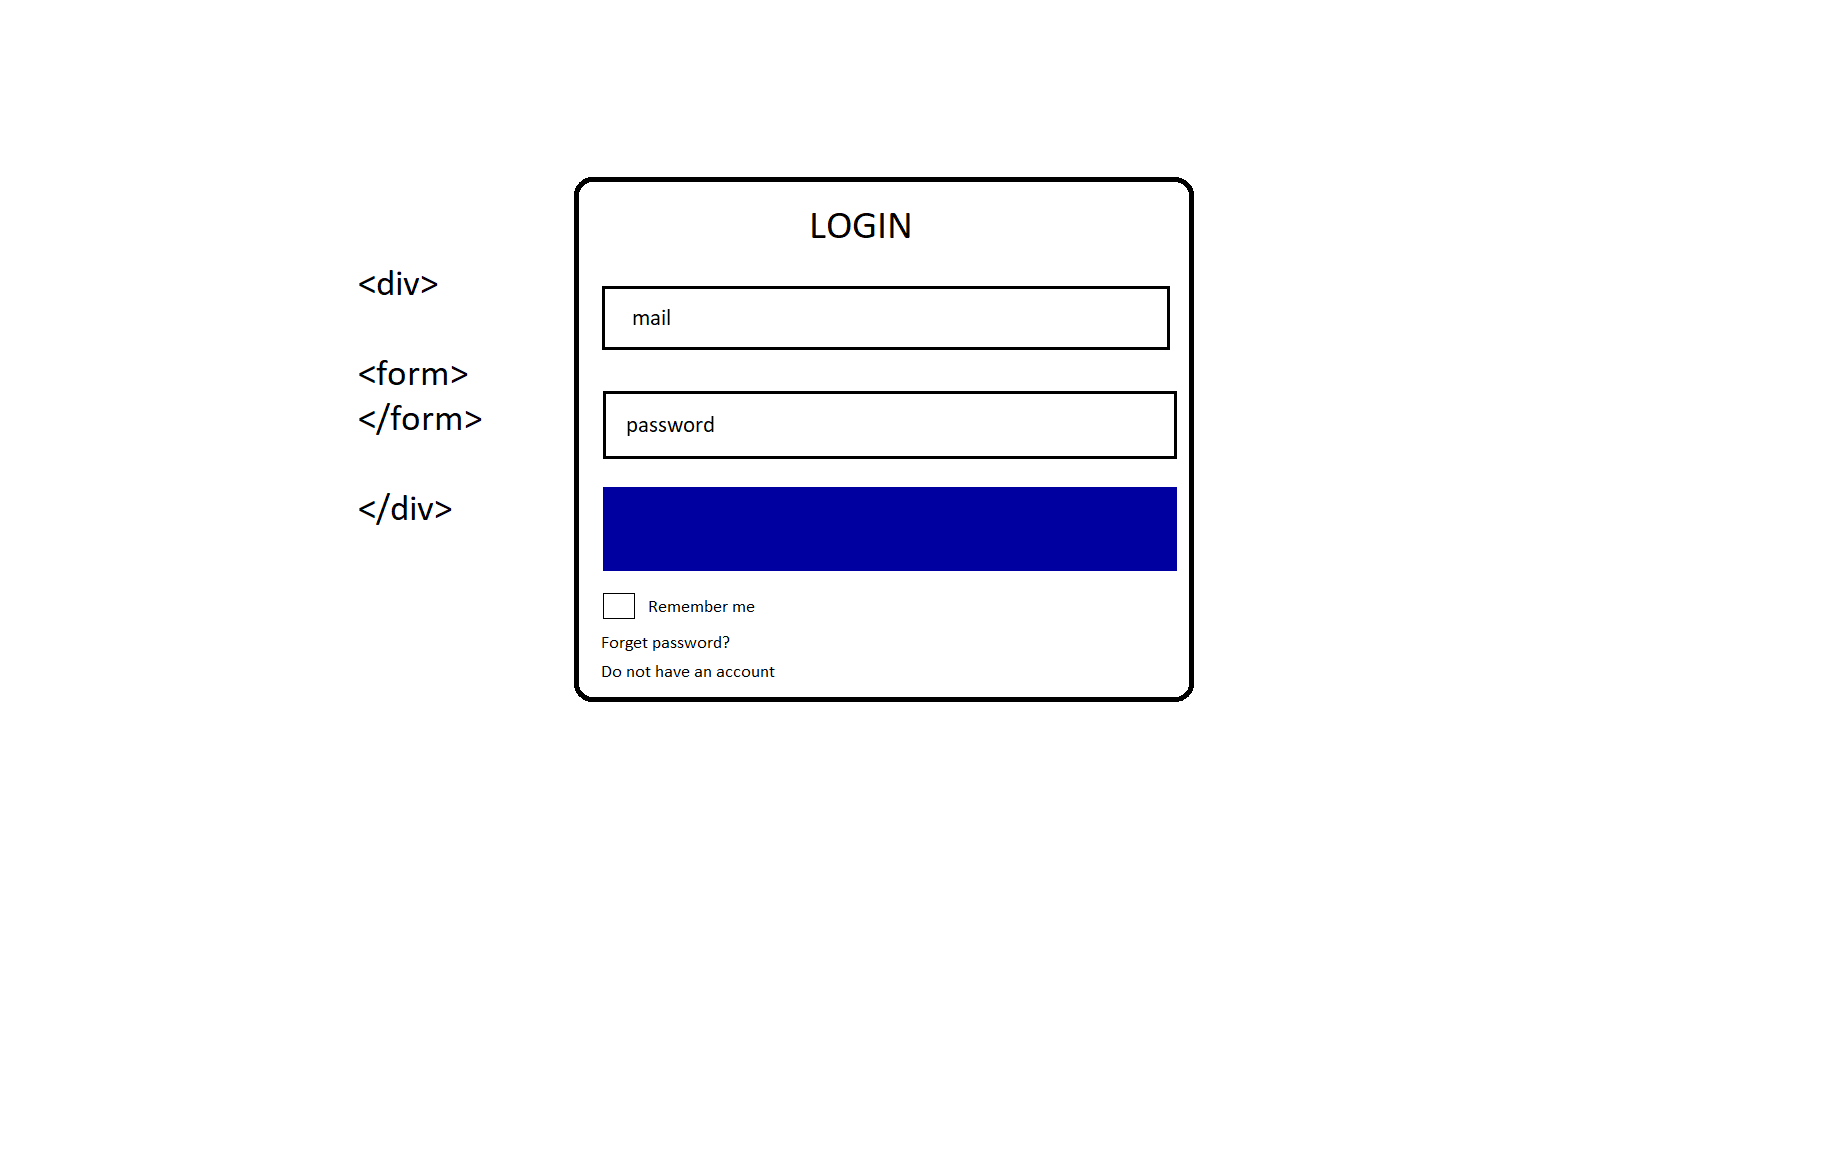 <div>
<form>
</form>
</div>
LOGIN
mail
password
Remember me
Forget password?
Do not have an account